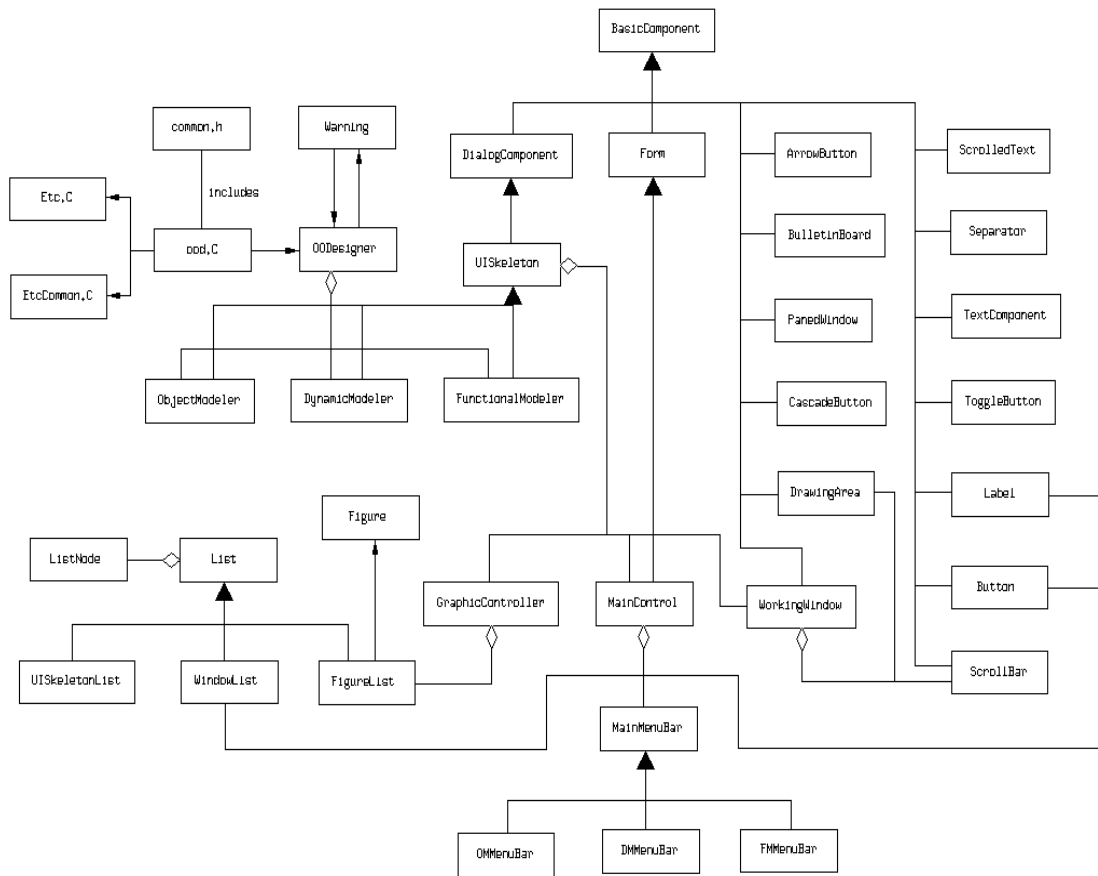 BasicComponent
common.h
Warning
DialogComponent
Form
ArrowButton
ScrolledText
Etc.C
includes
ood.C
OODesigner
UISkeleton
BulletinBoard
Separator
EtcCommon.C
PanedWindow
TextComponent
ObjectModeler
DynamicModeler
FunctionalModeler
CascadeButton
ToggleButton
DrawingArea
Label
Figure
ListNode
List
GraphicController
MainControl
WorkingWindow
Button
UISkeletonList
WindowList
FigureList
ScrollBar
MainMenuBar
OMMenuBar
DMMenuBar
FMMenuBar